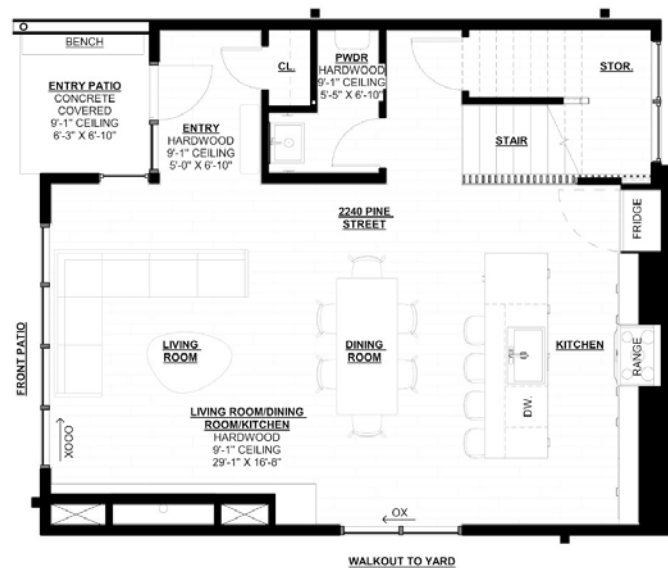 BENCH
ENTRY PATIO
CONCRETE
COVERED
9'-1" CEILING
6'-3" X 6'-10"
ENTRY
HARDWOOD
9'-1" CEILING
5'-0" X 6'-10"
CL.
PWDR
HARDWOOD
9'-1" CEILING
5'-5" X 6'-10"
STOR.
STAIR
2240 PINE
STREET
FRIDGE
LIVING
ROOM
DINING
ROOM
KITCHEN
RANGE
FRONT PATIO
DW.
LIVING ROOM/DINING
ROOM/KITCHEN
HARDWOOD
9'-1" CEILING
29'-1" X 16'-8"
XOOO
OX
WALKOUT TO YARD